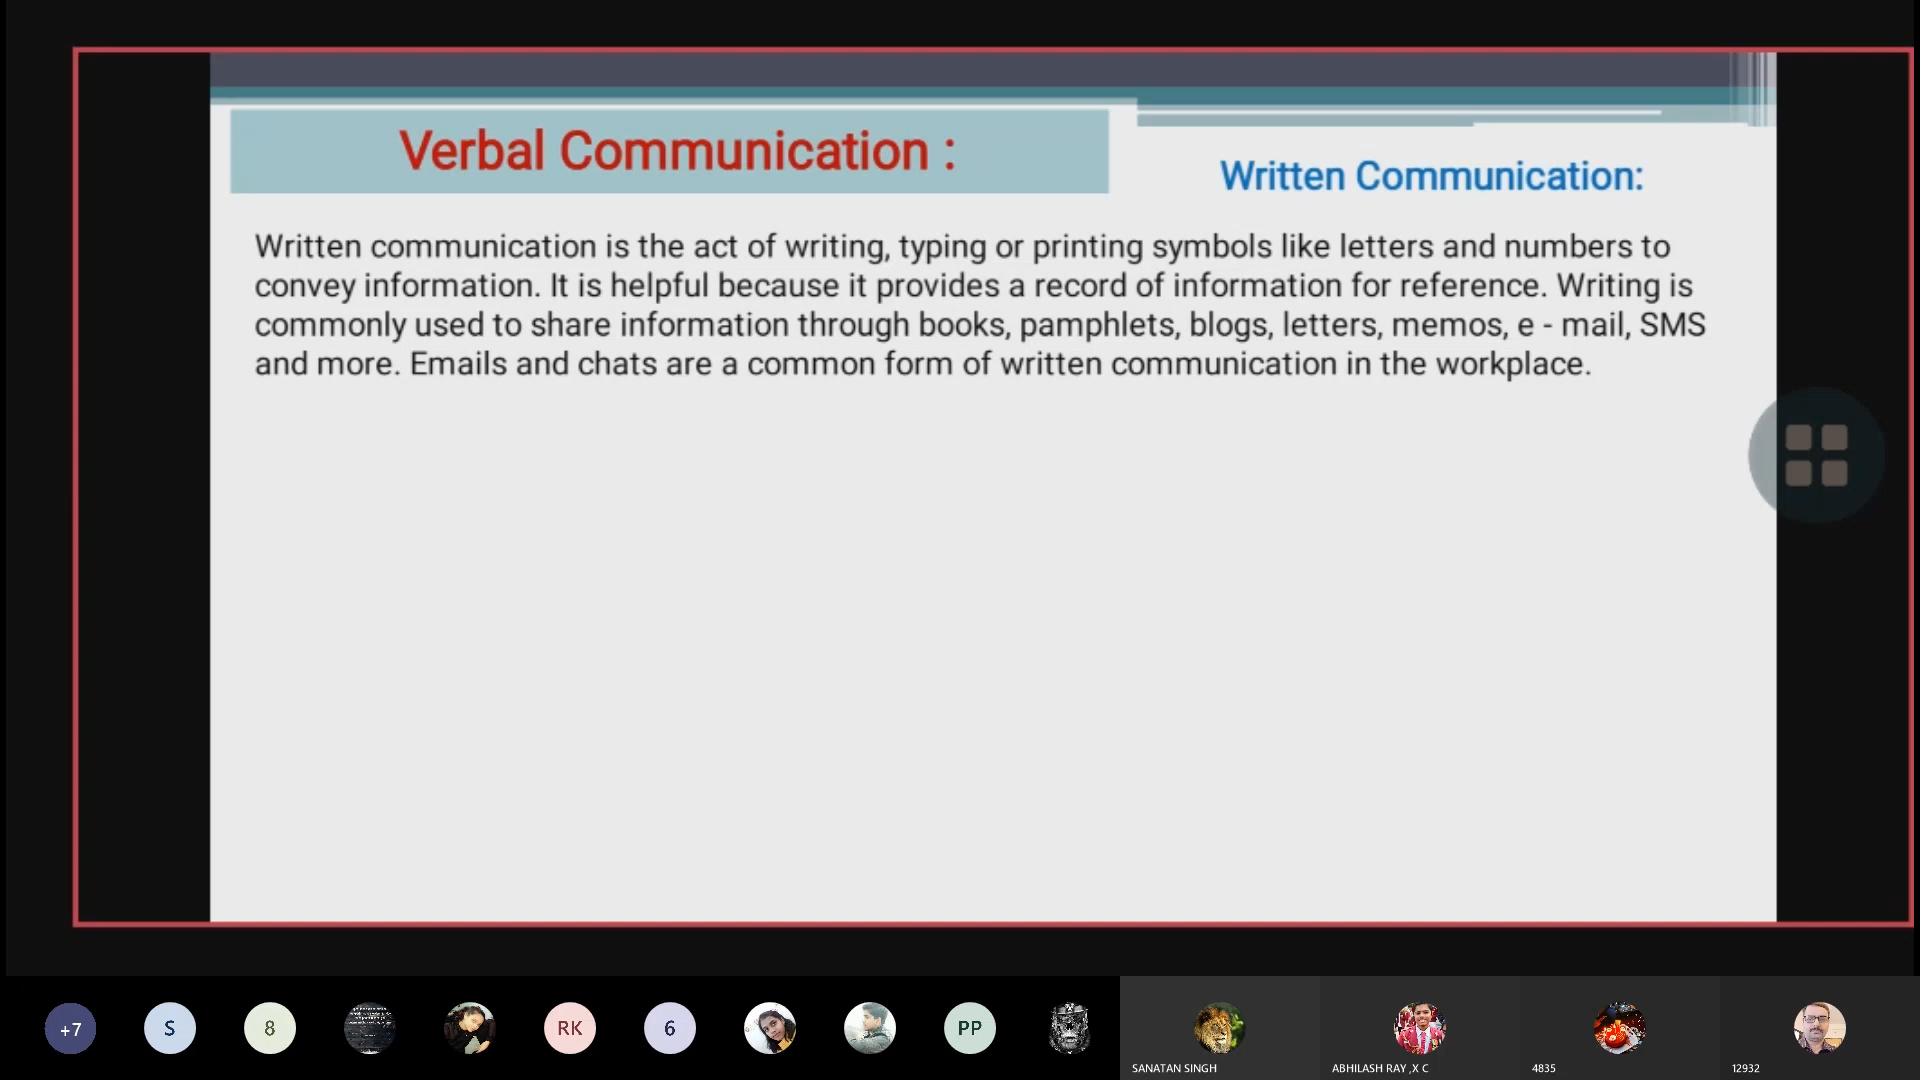 Verbal Communication :
Written Communication:
Written communication is the act of writing, typing or printing symbols like letters and numbers to
convey information. It is helpful because it provides a record of information for reference. Writing is
commonly used to share information through books, pamphlets, blogs, letters, memos, e - mail, SMS
and more. Emails and chats are a common form of written communication in the workplace.
+7
S
8
RK
6
PP
SANATAN SINGH
ABHILASH RAY ,X C
4835
12932